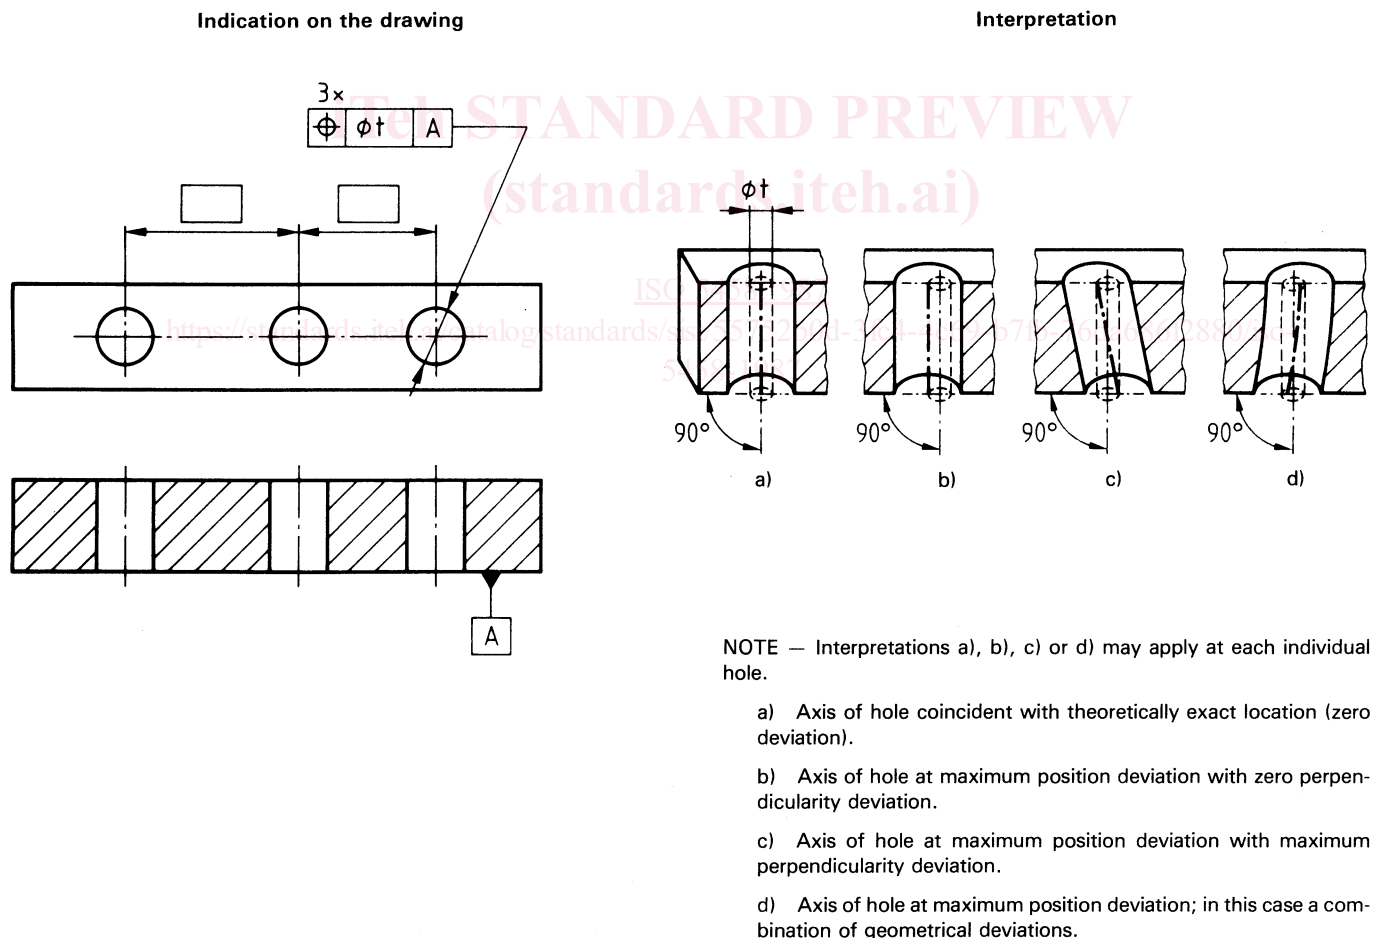 Indication on the drawing
Interpretation
iTeh STANDARD PREVIEW
(standards.iteh.ai)
3×
⌖ φt A
A
φt
90°
90°
90°
90°
a)
b)
c)
d)
NOTE — Interpretations a), b), c) or d) may apply at each individual
hole.
a) Axis of hole coincident with theoretically exact location (zero
deviation).
b) Axis of hole at maximum position deviation with zero perpen-
dicularity deviation.
c) Axis of hole at maximum position deviation with maximum
perpendicularity deviation.
d) Axis of hole at maximum position deviation; in this case a com-
bination of geometrical deviations.